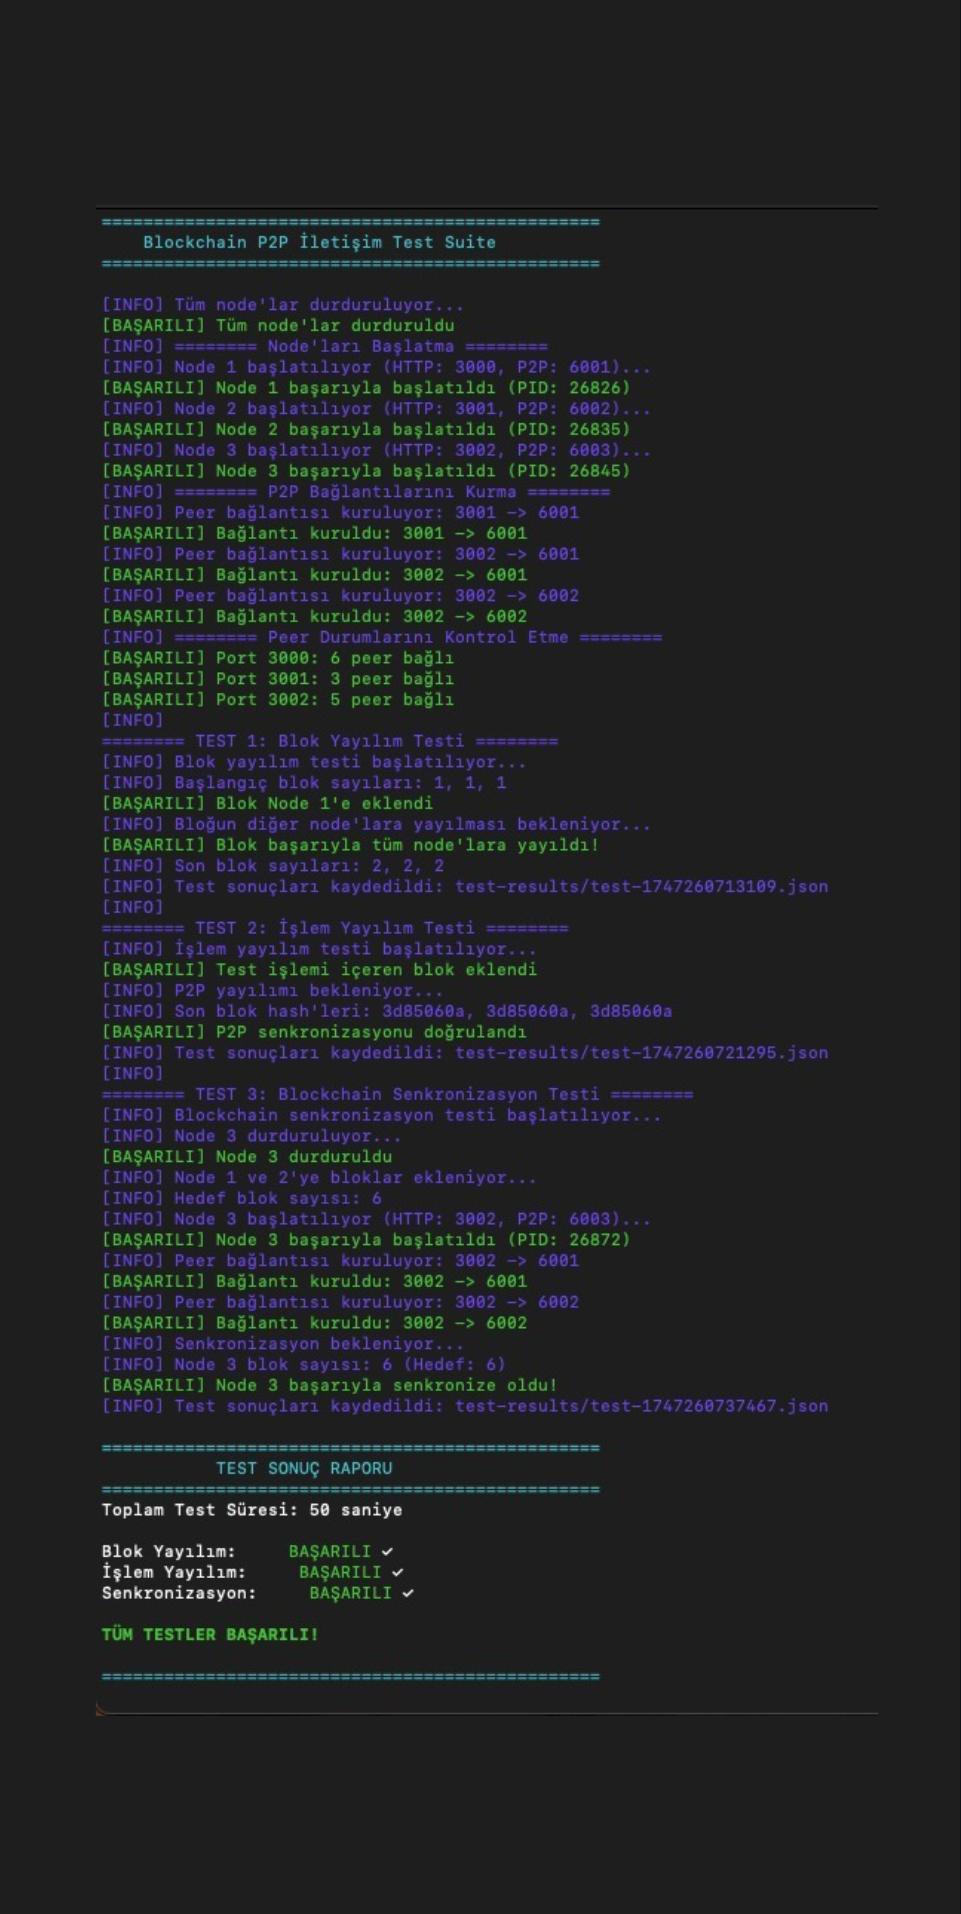 ================================================
Blockchain P2P İletişim Test Suite
================================================
[INFO] Tüm node'lar durduruluyor...
[BAŞARILI] Tüm node'lar durduruldu
[INFO] ======== Node'ları Başlatma ========
[INFO] Node 1 başlatılıyor (HTTP: 3000, P2P: 6001)...
[BAŞARILI] Node 1 başarıyla başlatıldı (PID: 26826)
[INFO] Node 2 başlatılıyor (HTTP: 3001, P2P: 6002)...
[BAŞARILI] Node 2 başarıyla başlatıldı (PID: 26835)
[INFO] Node 3 başlatılıyor (HTTP: 3002, P2P: 6003)...
[BAŞARILI] Node 3 başarıyla başlatıldı (PID: 26845)
[INFO] ======== P2P Bağlantılarını Kurma ========
[INFO] Peer bağlantısı kuruluyor: 3001 -> 6001
[BAŞARILI] Bağlantı kuruldu: 3001 -> 6001
[INFO] Peer bağlantısı kuruluyor: 3002 -> 6001
[BAŞARILI] Bağlantı kuruldu: 3002 -> 6001
[INFO] Peer bağlantısı kuruluyor: 3002 -> 6002
[BAŞARILI] Bağlantı kuruldu: 3002 -> 6002
[INFO] ======== Peer Durumlarını Kontrol Etme ========
[BAŞARILI] Port 3000: 6 peer bağlı
[BAŞARILI] Port 3001: 3 peer bağlı
[BAŞARILI] Port 3002: 5 peer bağlı
[INFO]
======== TEST 1: Blok Yayılım Testi ========
[INFO] Blok yayılım testi başlatılıyor...
[INFO] Başlangıç blok sayıları: 1, 1, 1
[BAŞARILI] Blok Node 1'e eklendi
[INFO] Bloğun diğer node'lara yayılması bekleniyor...
[BAŞARILI] Blok başarıyla tüm node'lara yayıldı!
[INFO] Son blok sayıları: 2, 2, 2
[INFO] Test sonuçları kaydedildi: test-results/test-1747260713109.json
[INFO]
======== TEST 2: İşlem Yayılım Testi ========
[INFO] İşlem yayılım testi başlatılıyor...
[BAŞARILI] Test işlemi içeren blok eklendi
[INFO] P2P yayılımı bekleniyor...
[INFO] Son blok hash'leri: 3d85060a, 3d85060a, 3d85060a
[BAŞARILI] P2P senkronizasyonu doğrulandı
[INFO] Test sonuçları kaydedildi: test-results/test-1747260721295.json
[INFO]
======== TEST 3: Blockchain Senkronizasyon Testi ========
[INFO] Blockchain senkronizasyon testi başlatılıyor...
[INFO] Node 3 durduruluyor...
[BAŞARILI] Node 3 durduruldu
[INFO] Node 1 ve 2'ye bloklar ekleniyor...
[INFO] Hedef blok sayısı: 6
[INFO] Node 3 başlatılıyor (HTTP: 3002, P2P: 6003)...
[BAŞARILI] Node 3 başarıyla başlatıldı (PID: 26872)
[INFO] Peer bağlantısı kuruluyor: 3002 -> 6001
[BAŞARILI] Bağlantı kuruldu: 3002 -> 6001
[INFO] Peer bağlantısı kuruluyor: 3002 -> 6002
[BAŞARILI] Bağlantı kuruldu: 3002 -> 6002
[INFO] Senkronizasyon bekleniyor...
[INFO] Node 3 blok sayısı: 6 (Hedef: 6)
[BAŞARILI] Node 3 başarıyla senkronize oldu!
[INFO] Test sonuçları kaydedildi: test-results/test-1747260737467.json
================================================
TEST SONUÇ RAPORU
================================================
Toplam Test Süresi: 50 saniye
Blok Yayılım: BAŞARILI ✓
İşlem Yayılım: BAŞARILI ✓
Senkronizasyon: BAŞARILI ✓
TÜM TESTLER BAŞARILI!
================================================